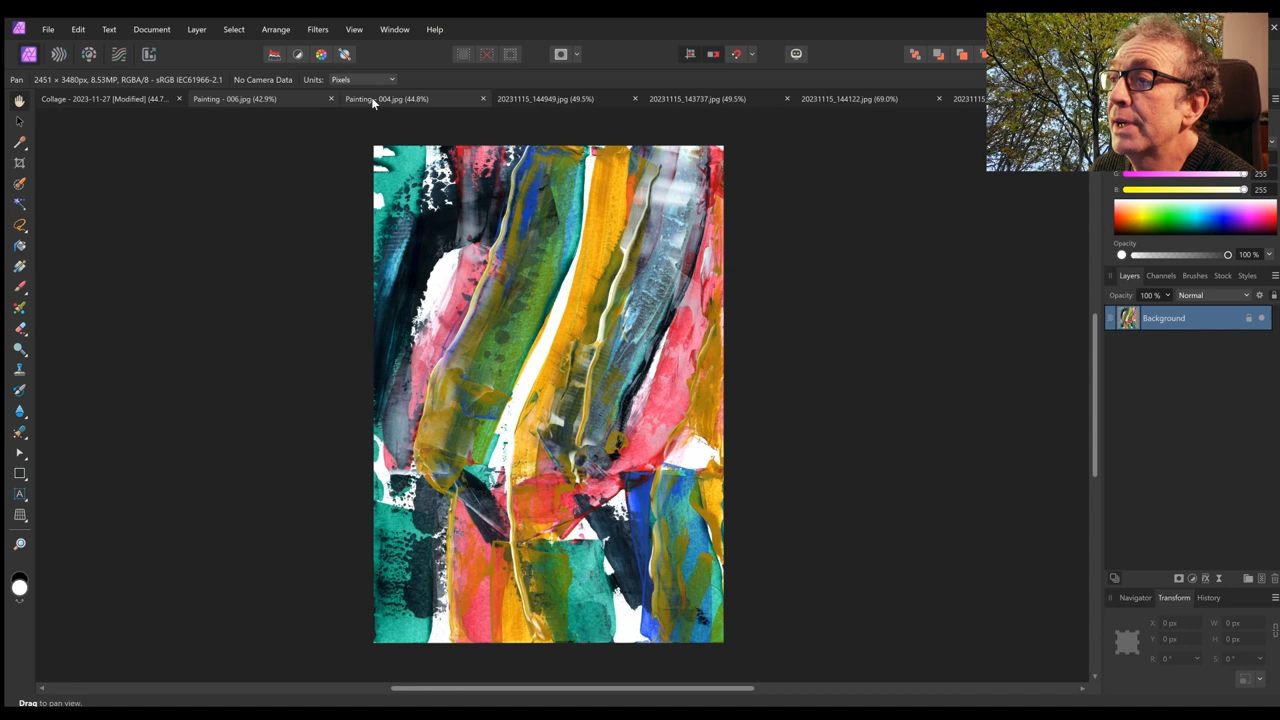 File Edit Text Document Layer Select Arrange Filters View Window Help
Pan 2451 × 3480px, 8.53MP, RGBA/8 - sRGB IEC61966-2.1 No Camera Data Units: Pixels
Collage - 2023-11-27 [Modified] (44.7... × Painting - 006.jpg (42.9%) × Painting - 004.jpg (44.8%) × 20231115_144949.jpg (49.5%) × 20231115_143737.jpg (49.5%) × 20231115_144122.jpg (69.0%) × 202311
G: 255
B: 255
Opacity
100 %
Layers Channels Brushes Stock Styles
Opacity: 100 % Normal
Background
A
Navigator Transform History
X: 0 px W: 0 px
Y: 0 px H: 0 px
R: 0 ° S: 0 °
Drag to pan view.